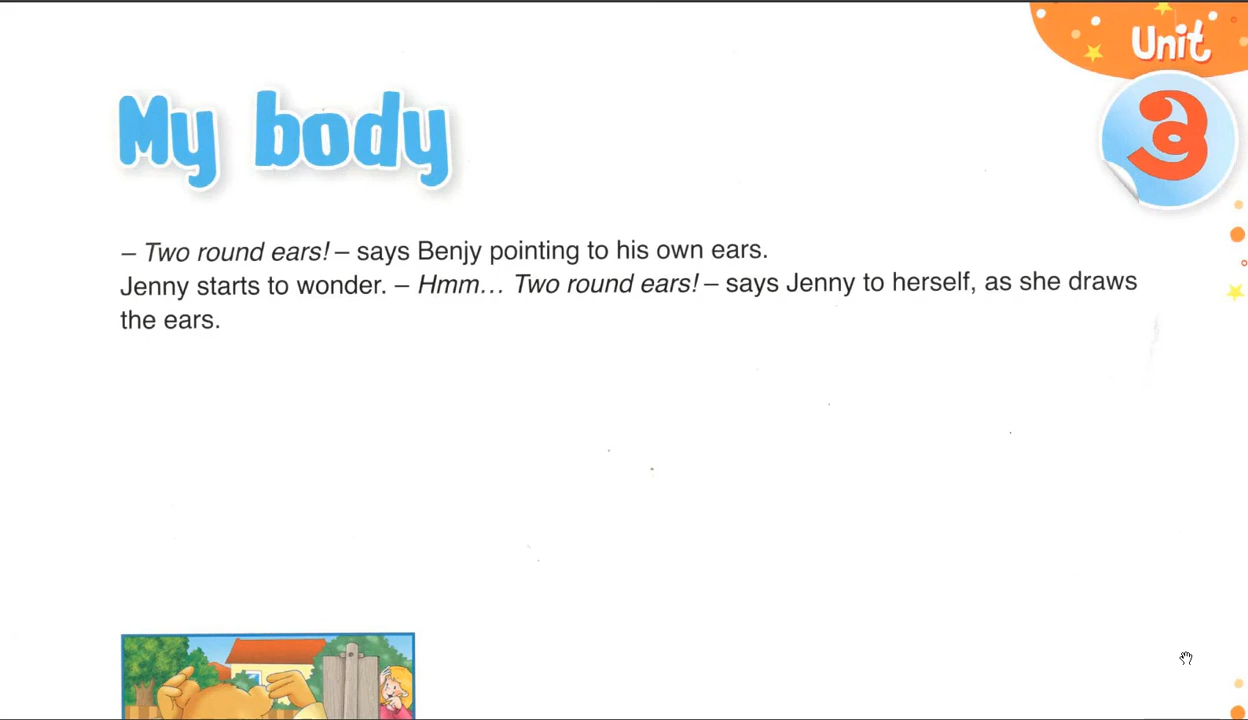 Unit
3
My body
– Two round ears! – says Benjy pointing to his own ears.
Jenny starts to wonder. – Hmm… Two round ears! – says Jenny to herself, as she draws
the ears.